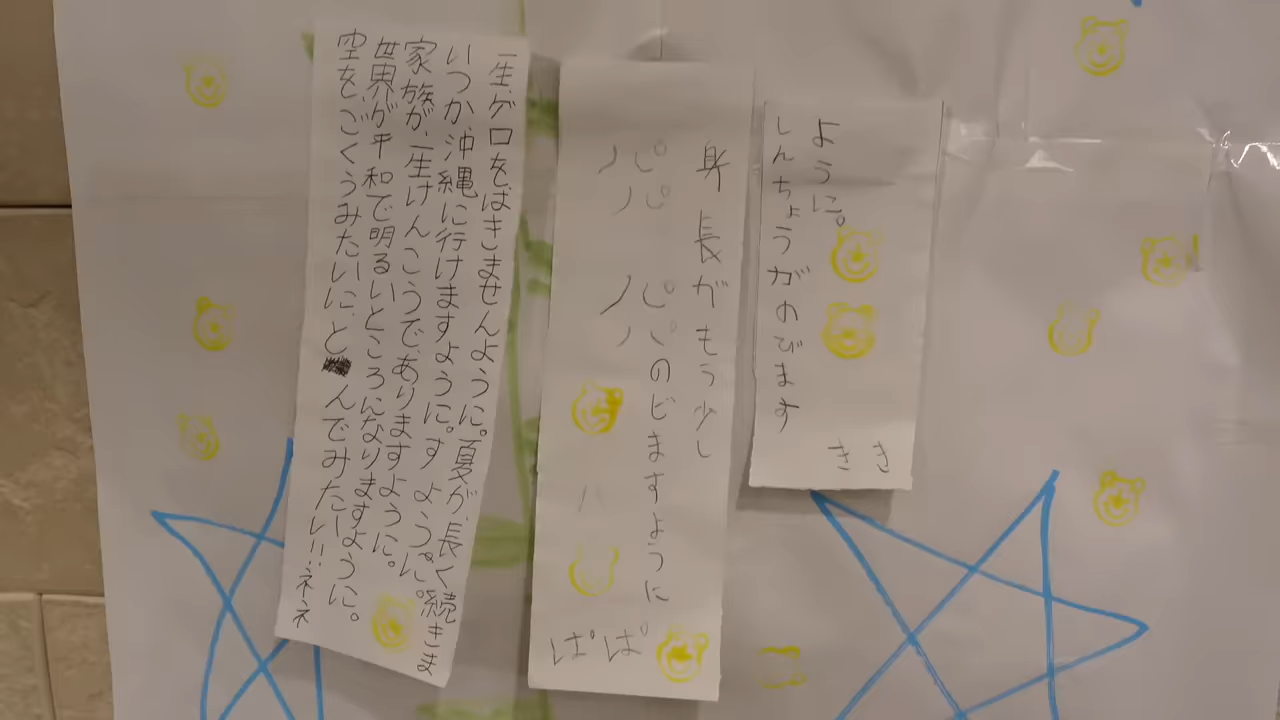 しんちょうがのびます
ように。
きき
身長がもう少し
パパ パパのビますように
ぱぱ
一生、ゲロをばきませんように。夏が、長く続きま
いつか、沖縄に行けますように。すように。
家族が、一生けんこうでありますように。
世界が平和で明るいところになりますように。
空を、ごくうみたいに、とんでみたい!!ネネ